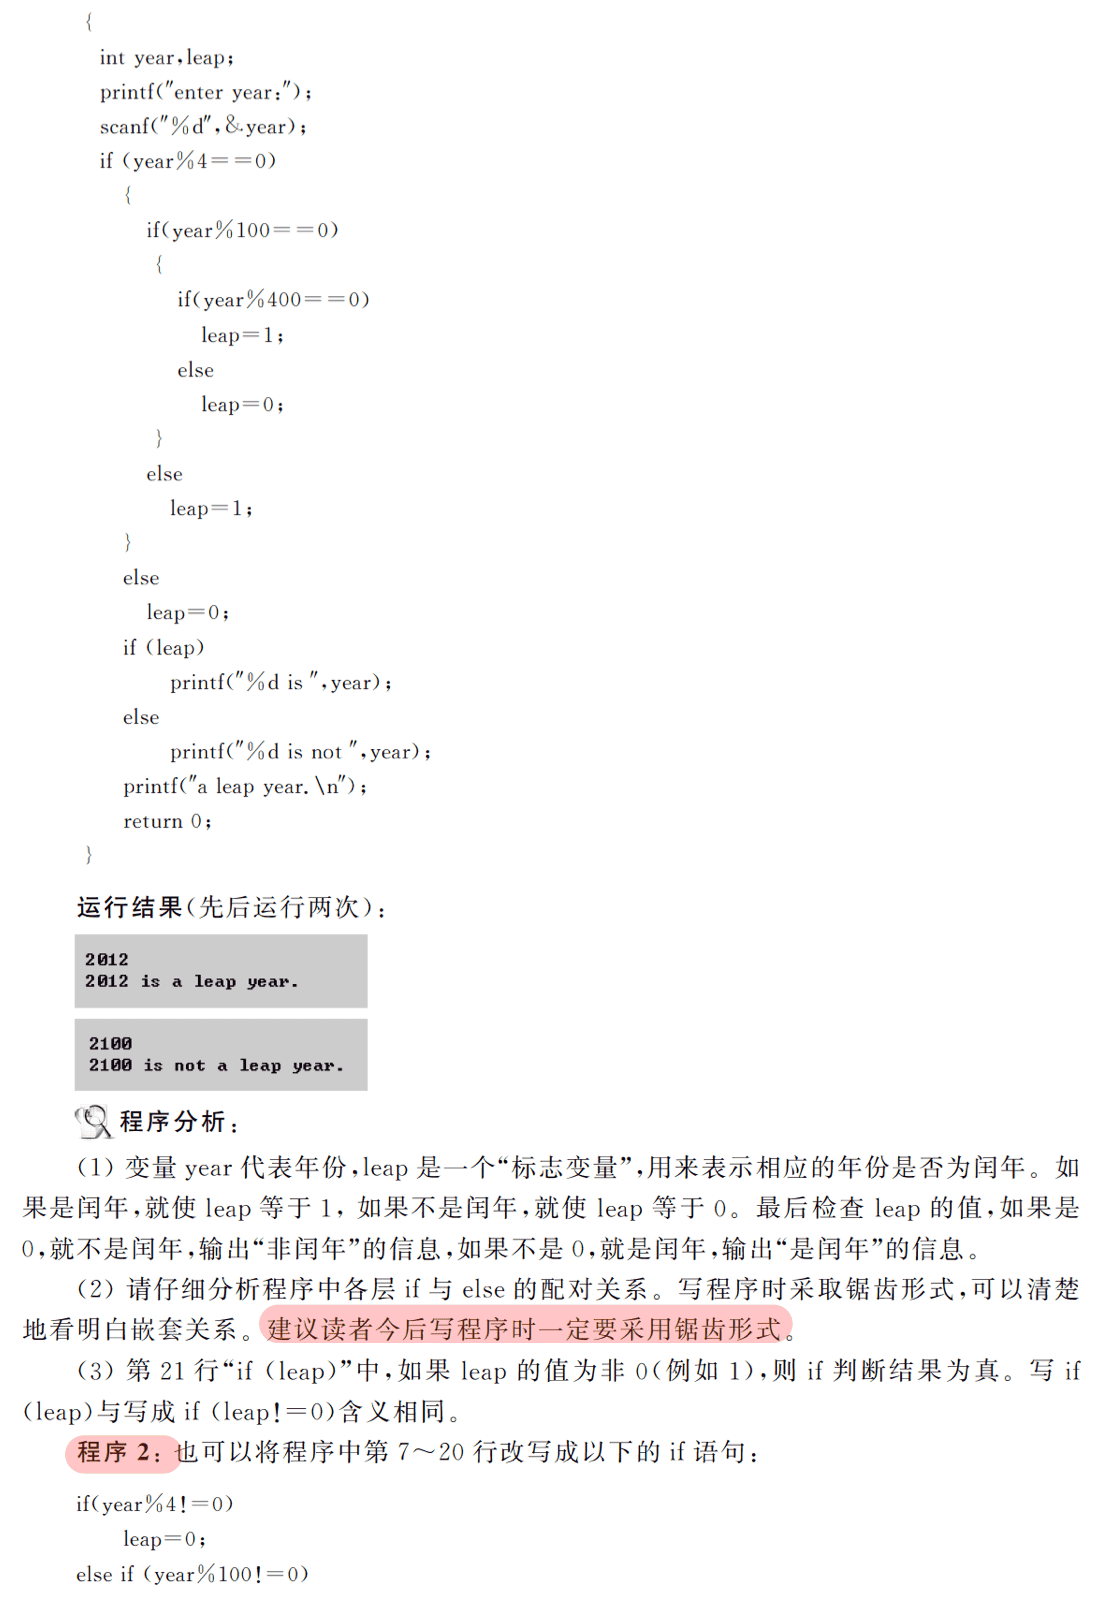 {
int year,leap;
printf("enter year:");
scanf("%d",&year);
if (year%4==0)
{
if(year%100==0)
{
if(year%400==0)
leap=1;
else
leap=0;
}
else
leap=1;
}
else
leap=0;
if (leap)
printf("%d is ",year);
else
printf("%d is not ",year);
printf("a leap year.\n");
return 0;
}
运行结果(先后运行两次):
2012
2012 is a leap year.
2100
2100 is not a leap year.
程序分析:
(1) 变量 year 代表年份,leap 是一个“标志变量”,用来表示相应的年份是否为闰年。如
果是闰年,就使 leap 等于 1, 如果不是闰年,就使 leap 等于 0。最后检查 leap 的值,如果是
0,就不是闰年,输出“非闰年”的信息,如果不是 0,就是闰年,输出“是闰年”的信息。
(2) 请仔细分析程序中各层 if 与 else 的配对关系。写程序时采取锯齿形式,可以清楚
地看明白嵌套关系。建议读者今后写程序时一定要采用锯齿形式。
(3) 第 21 行“if (leap)”中,如果 leap 的值为非 0(例如 1),则 if 判断结果为真。写 if
(leap)与写成 if (leap!=0)含义相同。
程序 2:也可以将程序中第 7~20 行改写成以下的 if 语句:
if(year%4!=0)
leap=0;
else if (year%100!=0)